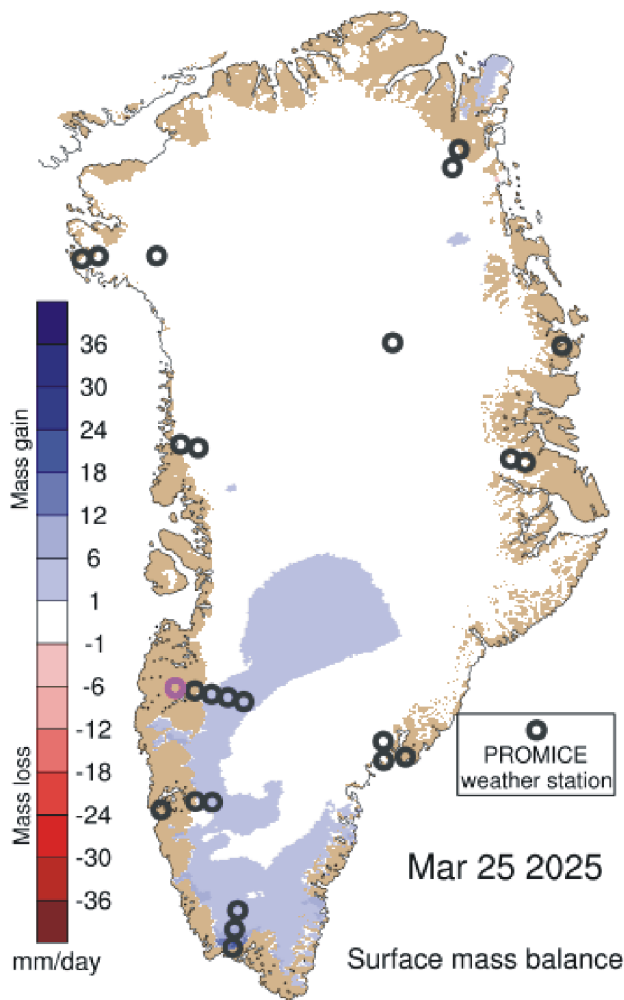 Mass gain
36
30
24
18
12
6
1
-1
-6
-12
-18
-24
-30
-36
Mass loss
mm/day
PROMICE
weather station
Mar 25 2025
Surface mass balance